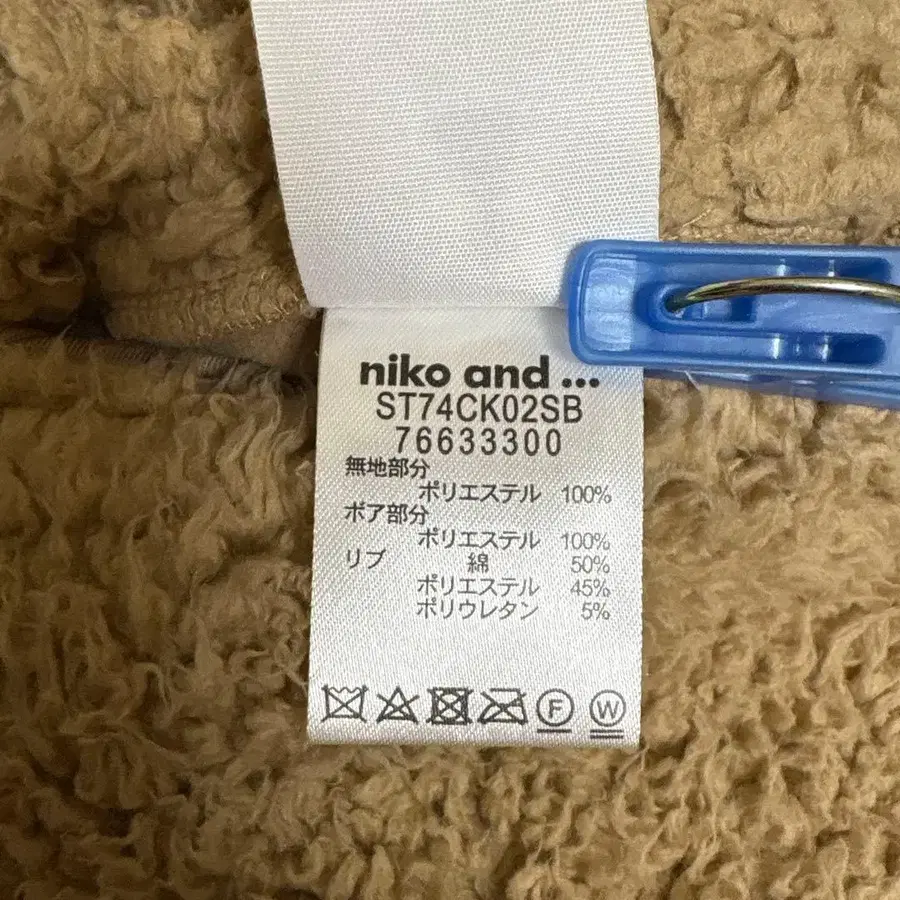 niko and ...
ST74CK02SB
76633300
無地部分
ポリエステル 100%
ボア部分
ポリエステル 100%
リブ 綿 50%
ポリエステル 45%
ポリウレタン 5%
F W